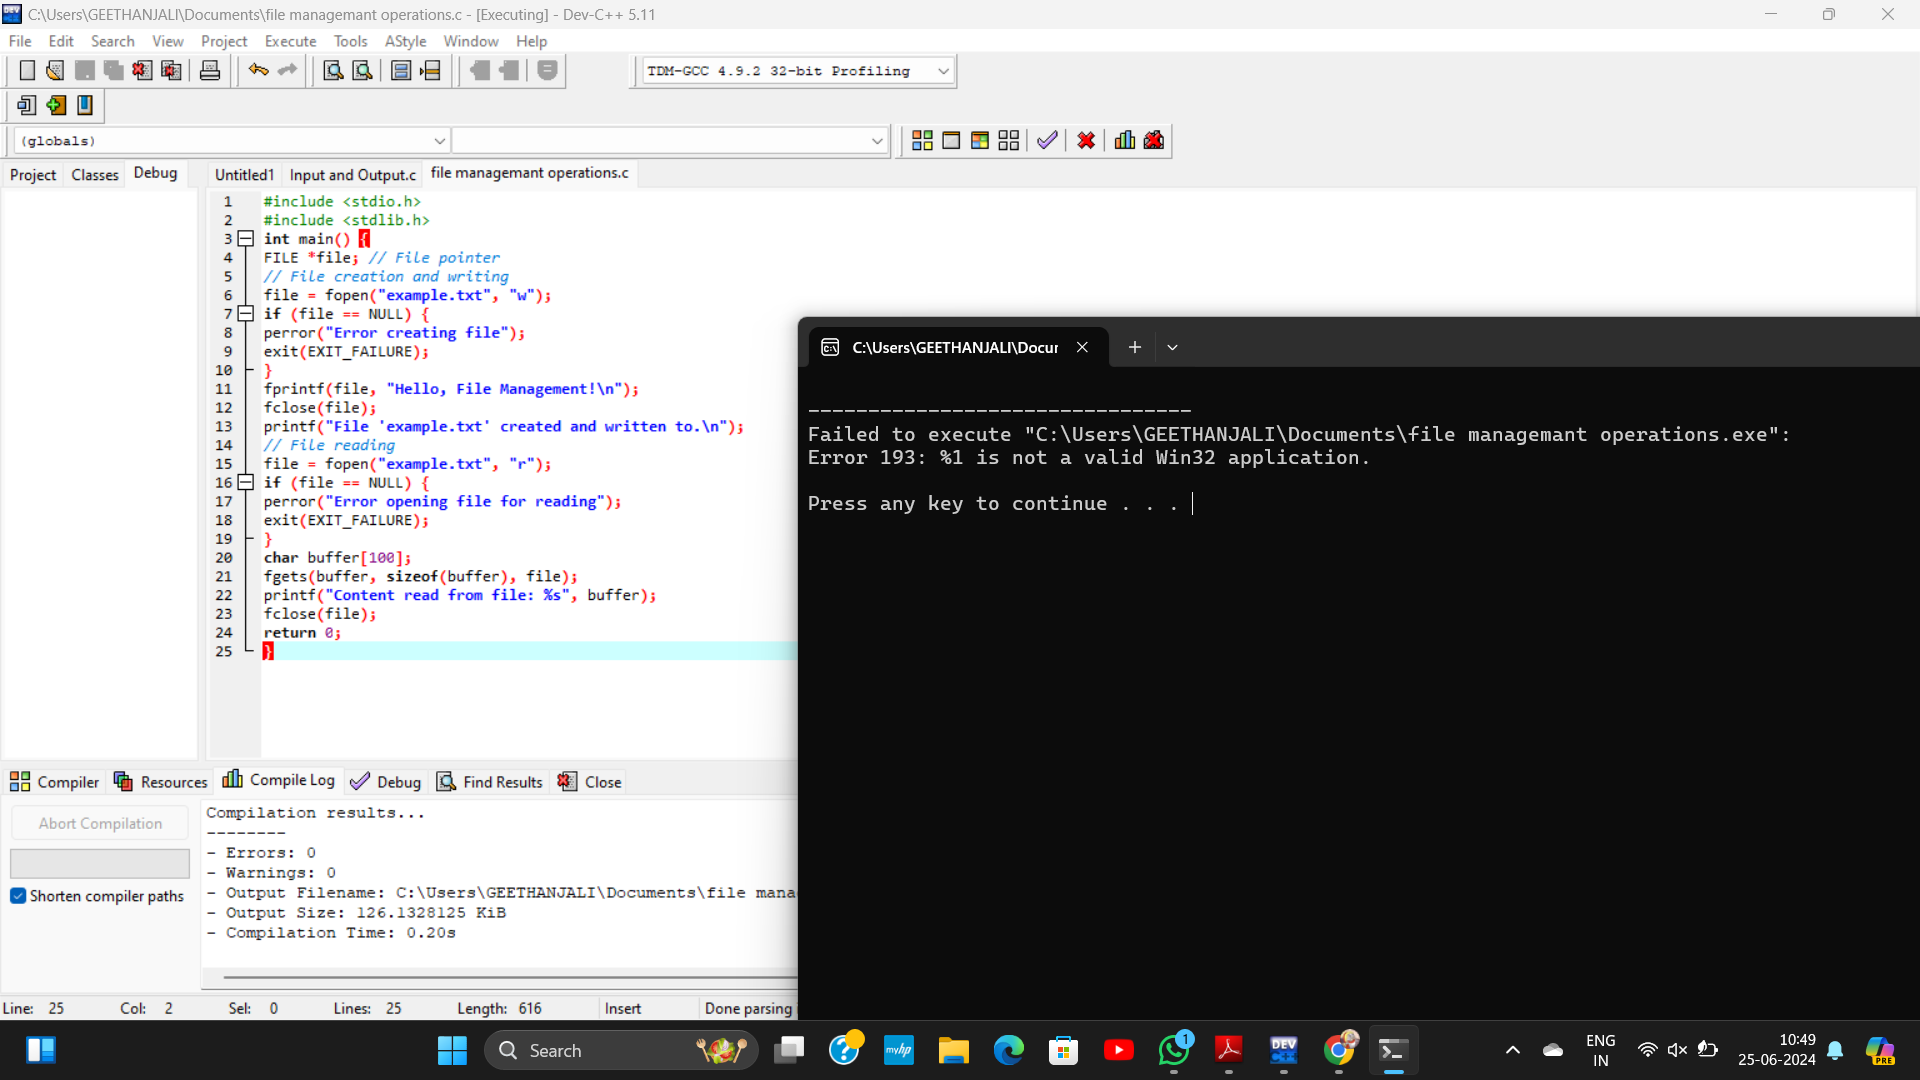 C:\Users\GEETHANJALI\Documents\file managemant operations.c - [Executing] - Dev-C++ 5.11
File Edit Search View Project Execute Tools AStyle Window Help
TDM-GCC 4.9.2 32-bit Profiling
(globals)
Project Classes Debug
Untitled1 Input and Output.c file managemant operations.c
1 #include <stdio.h>
2 #include <stdlib.h>
3 int main() {
4 FILE *file; // File pointer
5 // File creation and writing
6 file = fopen("example.txt", "w");
7 if (file == NULL) {
8 perror("Error creating file");
9 exit(EXIT_FAILURE);
10 }
11 fprintf(file, "Hello, File Management!\n");
12 fclose(file);
13 printf("File 'example.txt' created and written to.\n");
14 // File reading
15 file = fopen("example.txt", "r");
16 if (file == NULL) {
17 perror("Error opening file for reading");
18 exit(EXIT_FAILURE);
19 }
20 char buffer[100];
21 fgets(buffer, sizeof(buffer), file);
22 printf("Content read from file: %s", buffer);
23 fclose(file);
24 return 0;
25 }
C:\Users\GEETHANJALI\Docur
--------------------------------
Failed to execute "C:\Users\GEETHANJALI\Documents\file managemant operations.exe":
Error 193: %1 is not a valid Win32 application.
Press any key to continue . . .
Compiler Resources Compile Log Debug Find Results Close
Abort Compilation
Shorten compiler paths
Compilation results...
--------
- Errors: 0
- Warnings: 0
- Output Filename: C:\Users\GEETHANJALI\Documents\file mana
- Output Size: 126.1328125 KiB
- Compilation Time: 0.20s
Line: 25 Col: 2 Sel: 0 Lines: 25 Length: 616 Insert Done parsing
Search
myhp
DEV
1
ENG
IN
10:49
25-06-2024
PRE